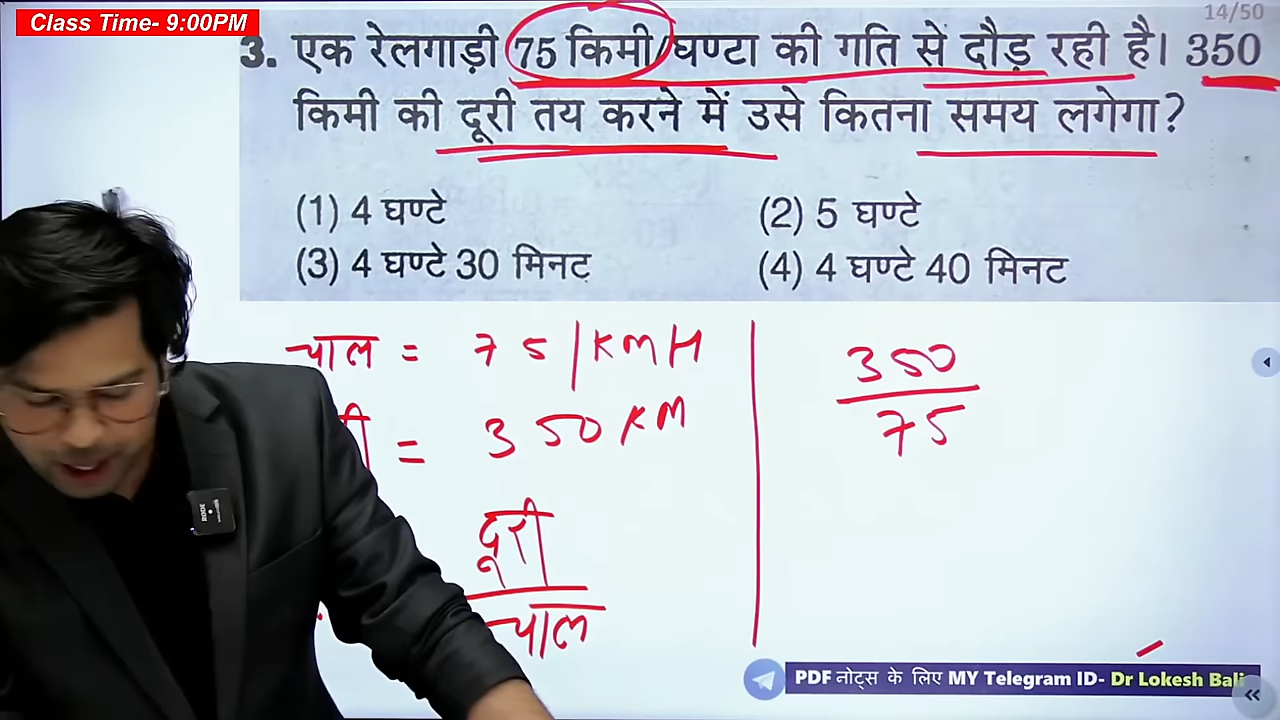 Class Time- 9:00PM
14/50
3. एक रेलगाड़ी 75 किमी/घण्टा की गति से दौड़ रही है। 350
किमी की दूरी तय करने में उसे कितना समय लगेगा?
(1) 4 घण्टे
(2) 5 घण्टे
(3) 4 घण्टे 30 मिनट
(4) 4 घण्टे 40 मिनट
चाल = 75/KMH
= 350 KM
दूरी
चाल
350
75
RODE
PDF नोट्स के लिए MY Telegram ID- Dr Lokesh Bali